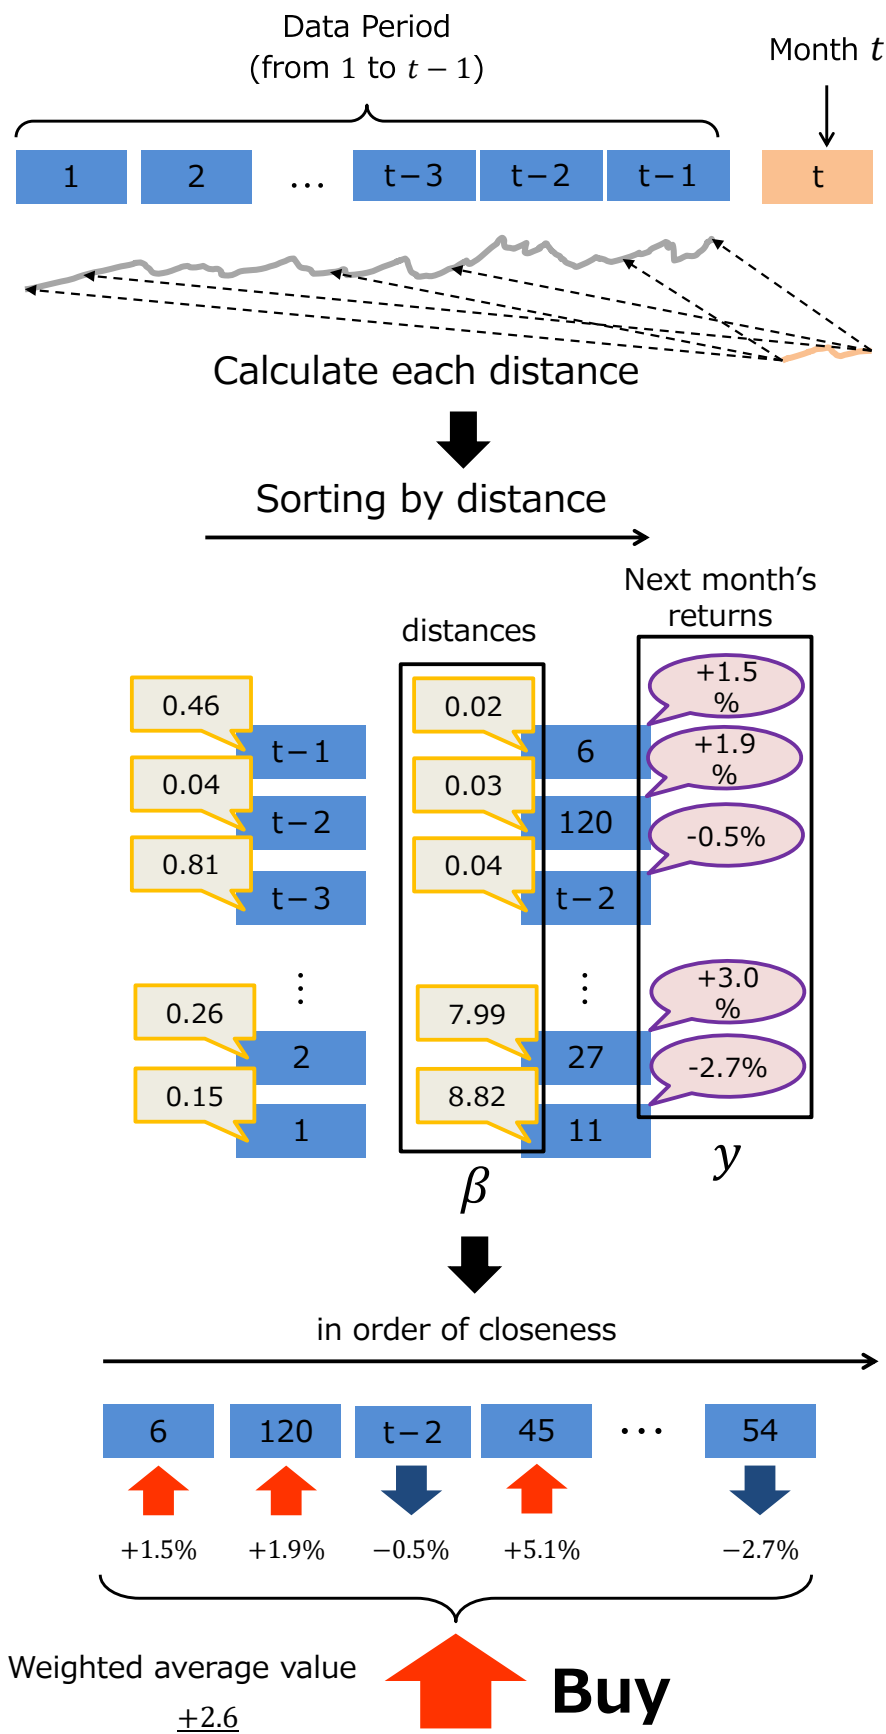 Data Period
(from 1 to t − 1)
Month t
1
2
...
t−3
t−2
t−1
t
Calculate each distance
Sorting by distance
Next month's
returns
distances
0.46
t−1
0.04
t−2
0.81
t−3
⋮
0.26
2
0.15
1
0.02
6
0.03
120
0.04
t−2
⋮
7.99
27
8.82
11
+1.5
%
+1.9
%
-0.5%
+3.0
%
-2.7%
β
y
in order of closeness
6
120
t−2
45
...
54
+1.5%
+1.9%
−0.5%
+5.1%
−2.7%
Weighted average value
+2.6
Buy